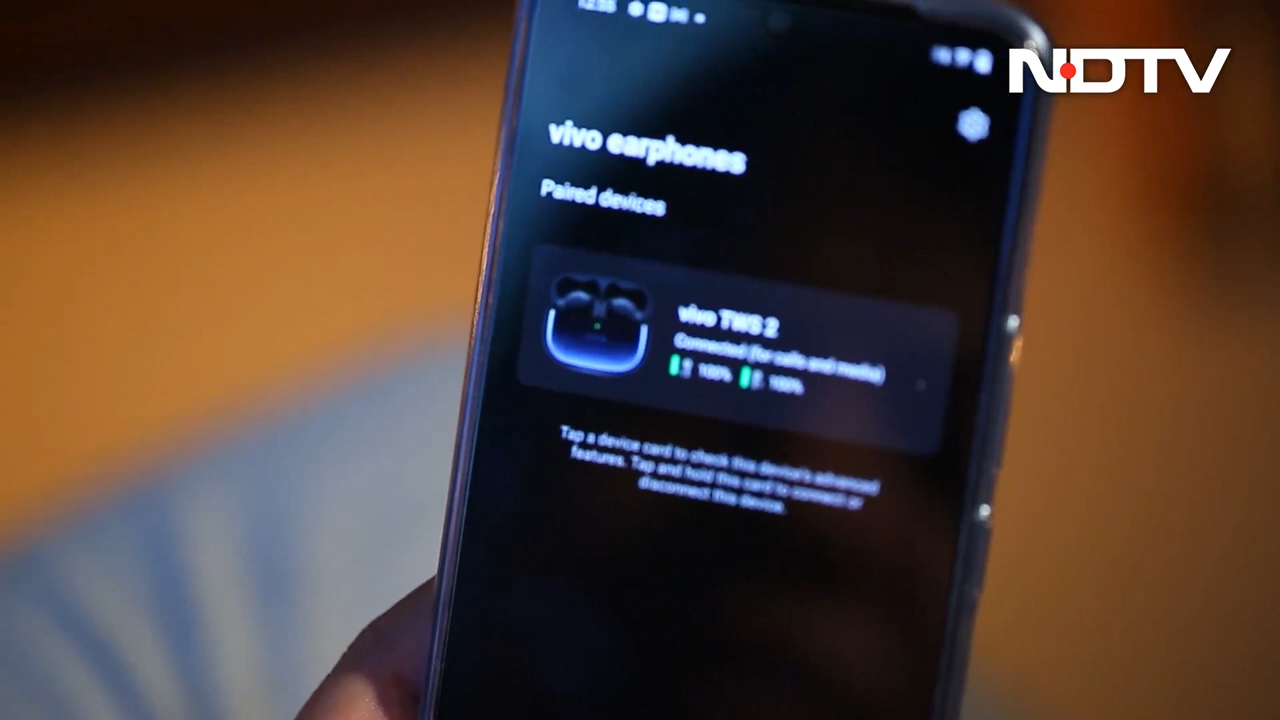 NDTV
vivo earphones
Paired devices
vivo TWS 2
Connected (for calls and media)
100% 100%
Tap a device card to check this device's advanced
features. Tap and hold this card to connect or
disconnect this device.